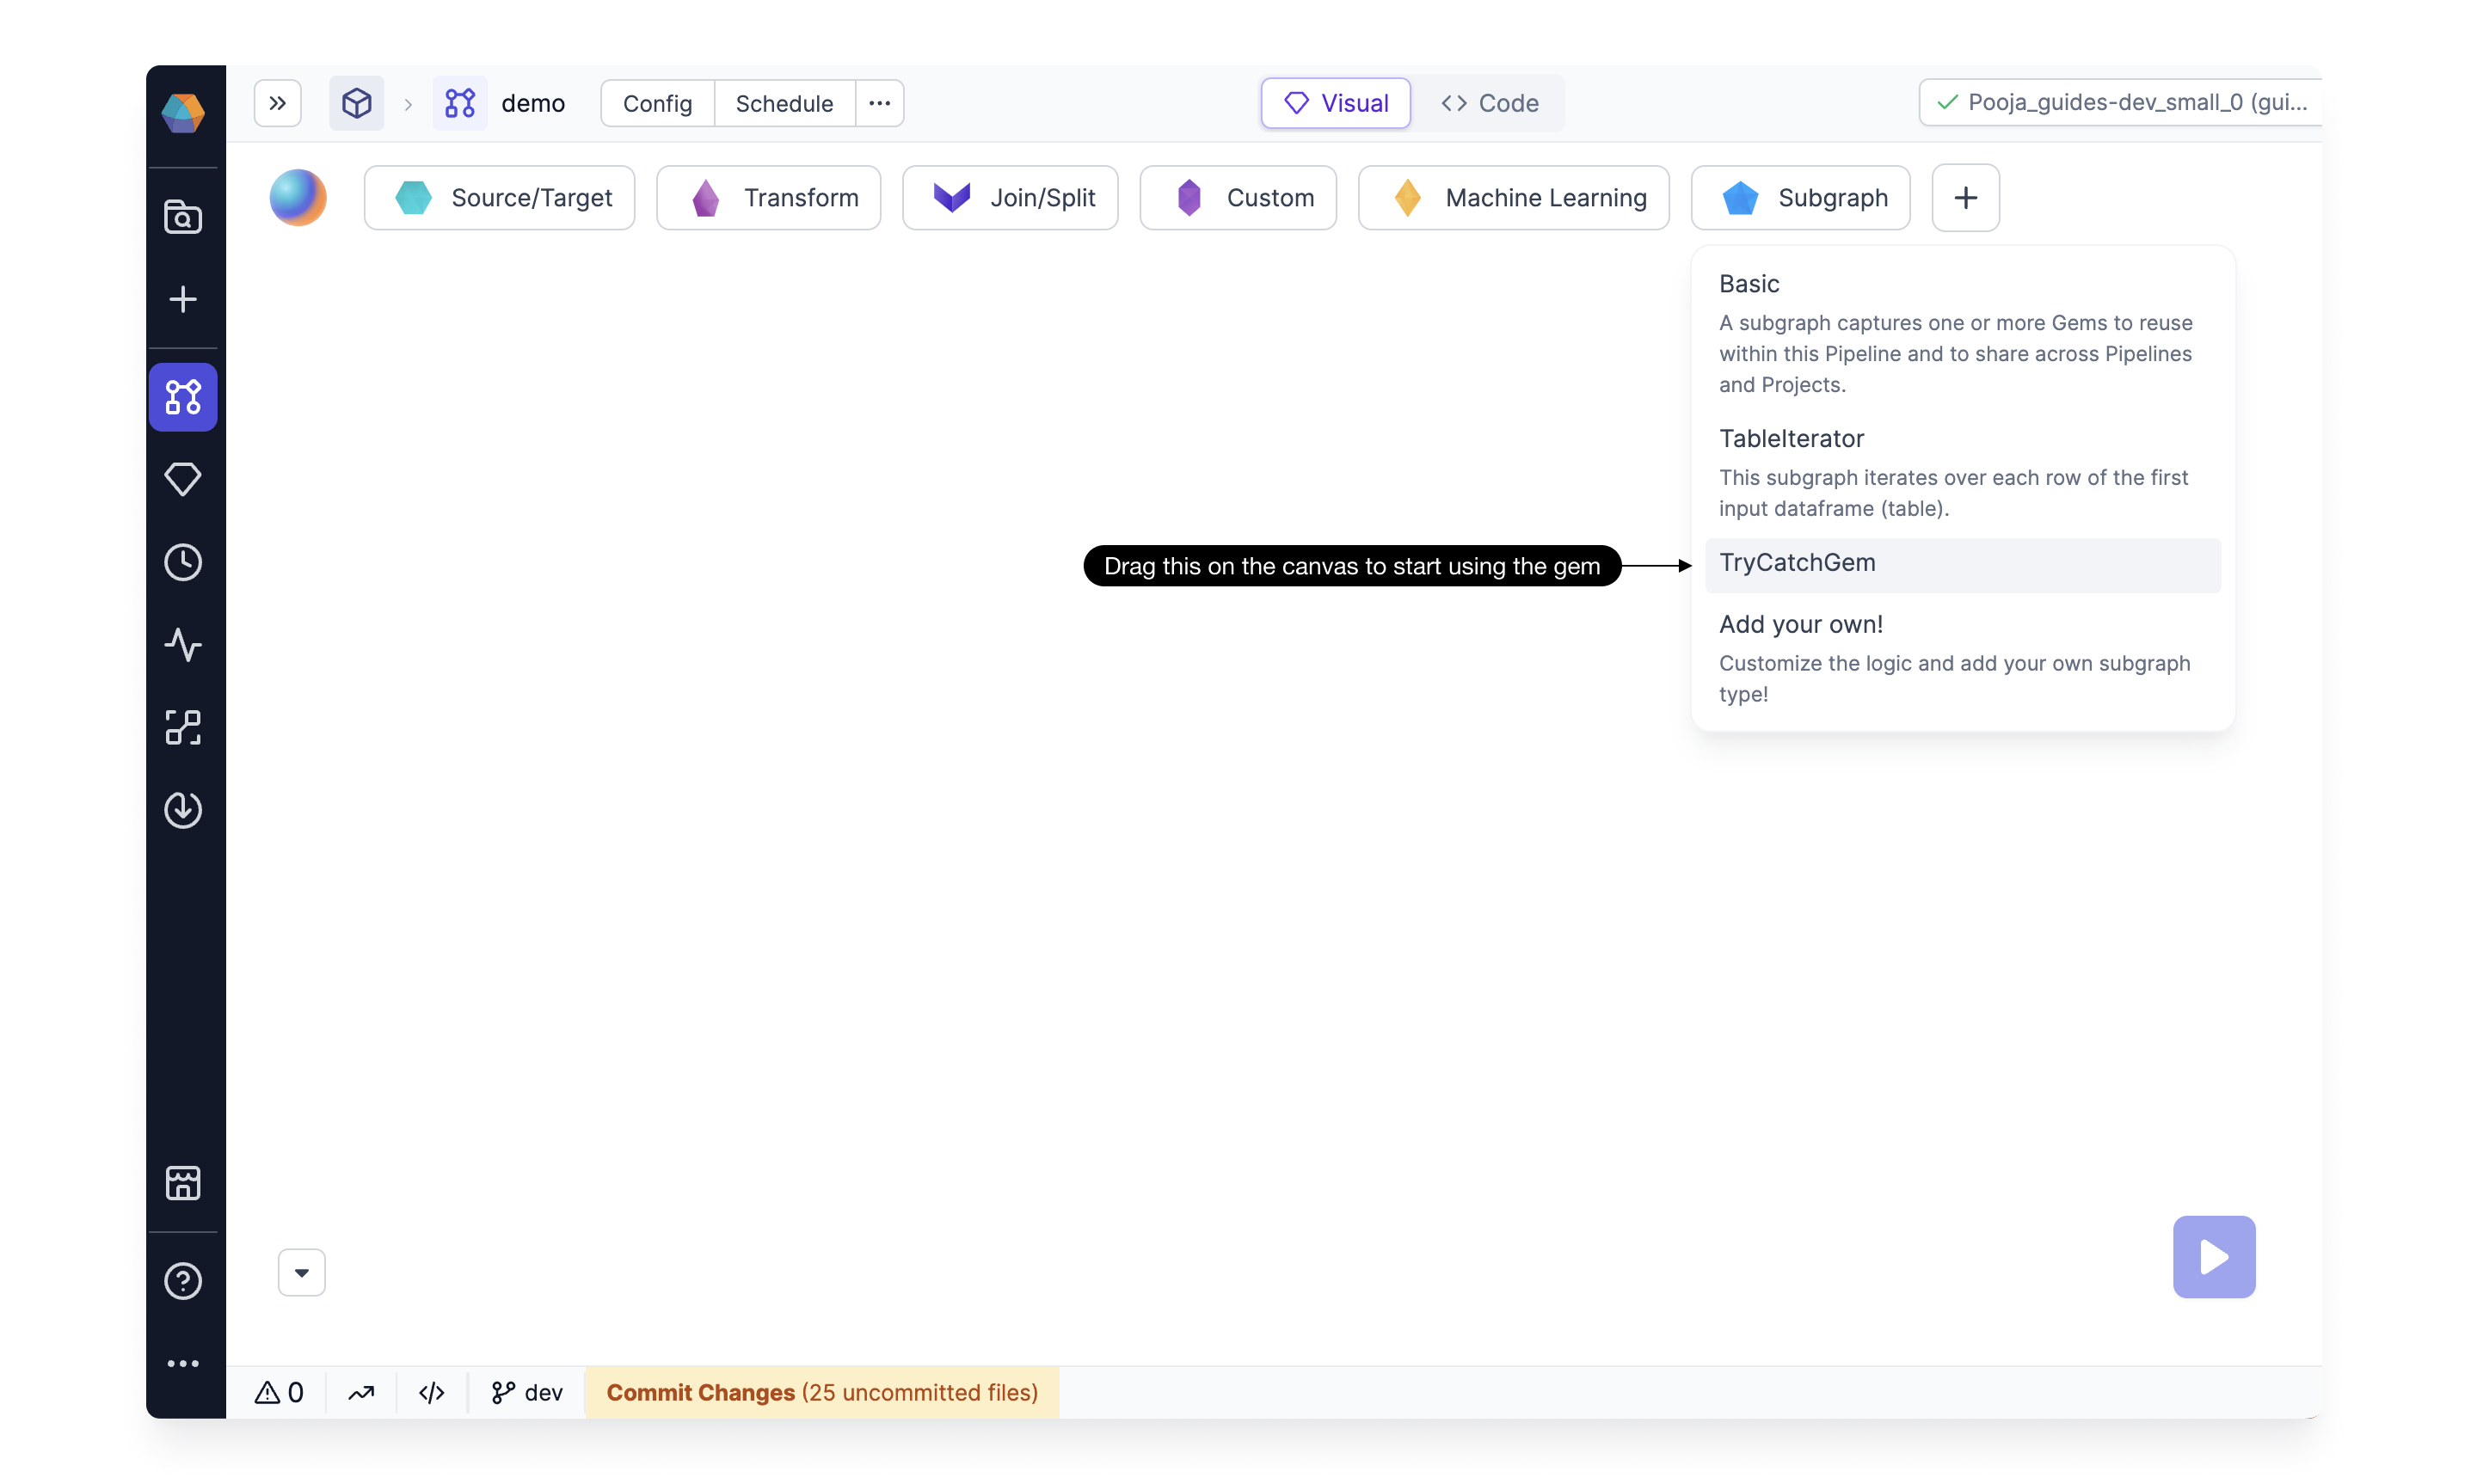 demo
Config
Schedule
Visual
Code
Pooja_guides-dev_small_0 (gui...
Source/Target
Transform
Join/Split
Custom
Machine Learning
Subgraph
Basic
A subgraph captures one or more Gems to reuse
within this Pipeline and to share across Pipelines
and Projects.
TableIterator
This subgraph iterates over each row of the first
input dataframe (table).
Drag this on the canvas to start using the gem
TryCatchGem
Add your own!
Customize the logic and add your own subgraph
type!
0
dev
Commit Changes (25 uncommitted files)